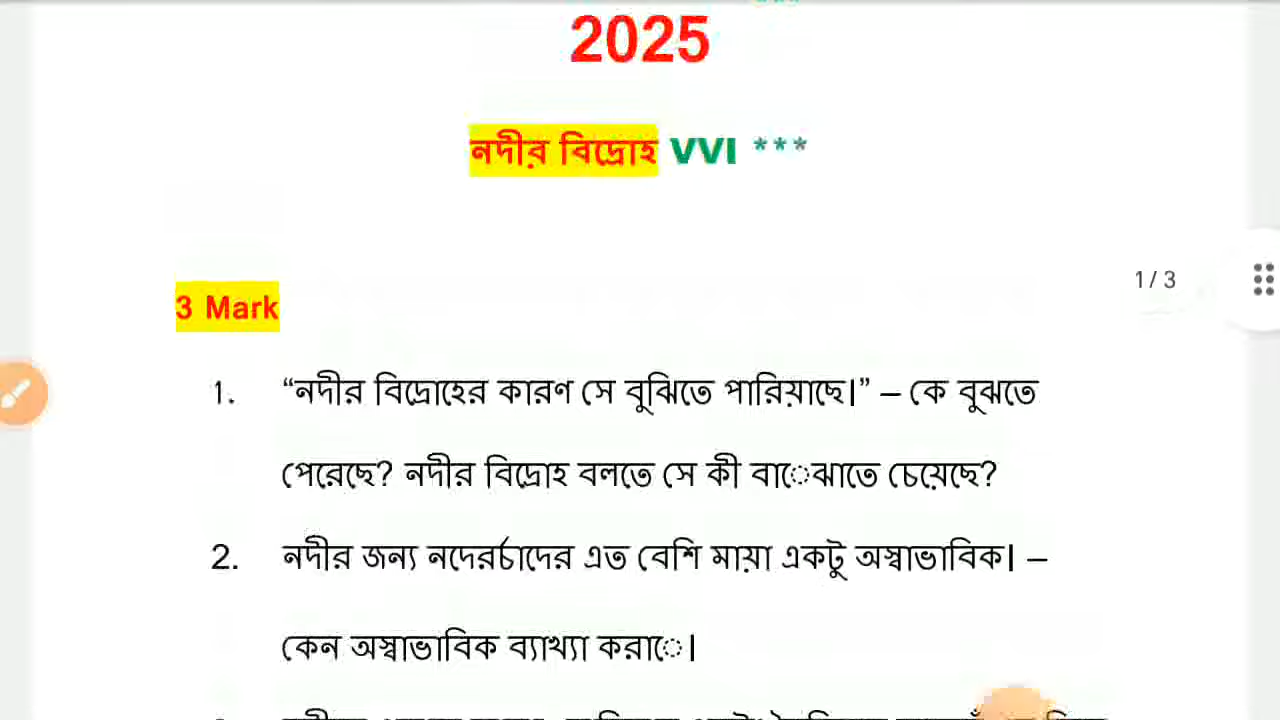 2025
নদীর বিদ্রোহ VVI ***
1 / 3
3 Mark
1. “নদীর বিদ্রোহের কারণ সে বুঝিতে পারিয়াছে।” – কে বুঝতে
পেরেছে? নদীর বিদ্রোহ বলতে সে কী বােঝাতে চেয়েছে?
2. নদীর জন্য নদেরচাঁদের এত বেশি মায়া একটু অস্বাভাবিক। –
কেন অস্বাভাবিক ব্যাখ্যা করাে।